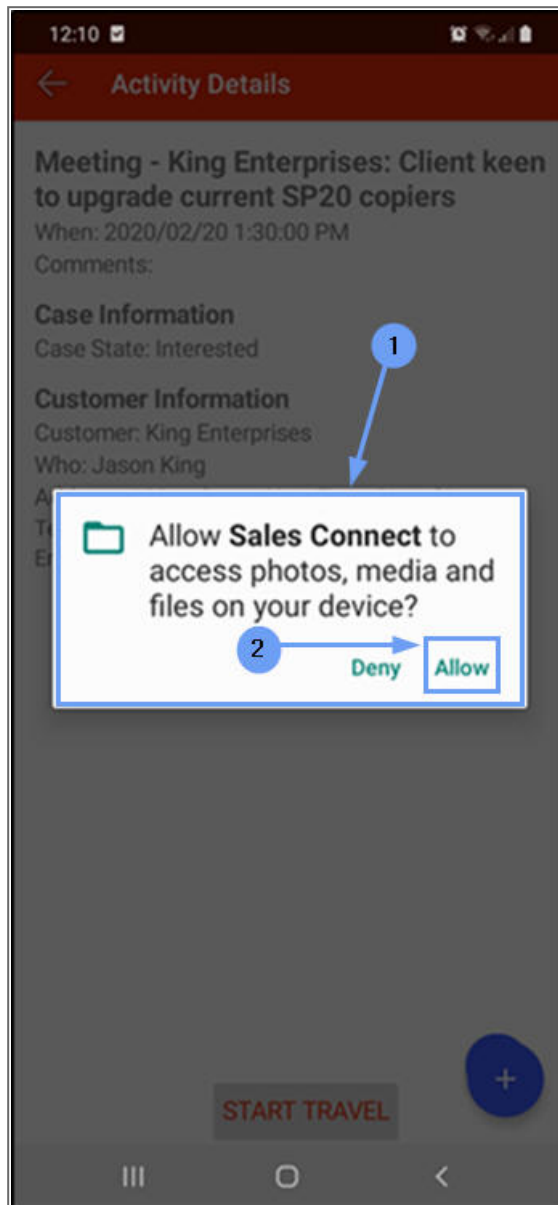 12:10
Activity Details
Meeting - King Enterprises: Client keen
to upgrade current SP20 copiers
When: 2020/02/20 1:30:00 PM
Comments:
Case Information
Case State: Interested
1
Customer Information
Customer: King Enterprises
Who: Jason King
Allow Sales Connect to
access photos, media and
files on your device?
2
Deny Allow
START TRAVEL
+